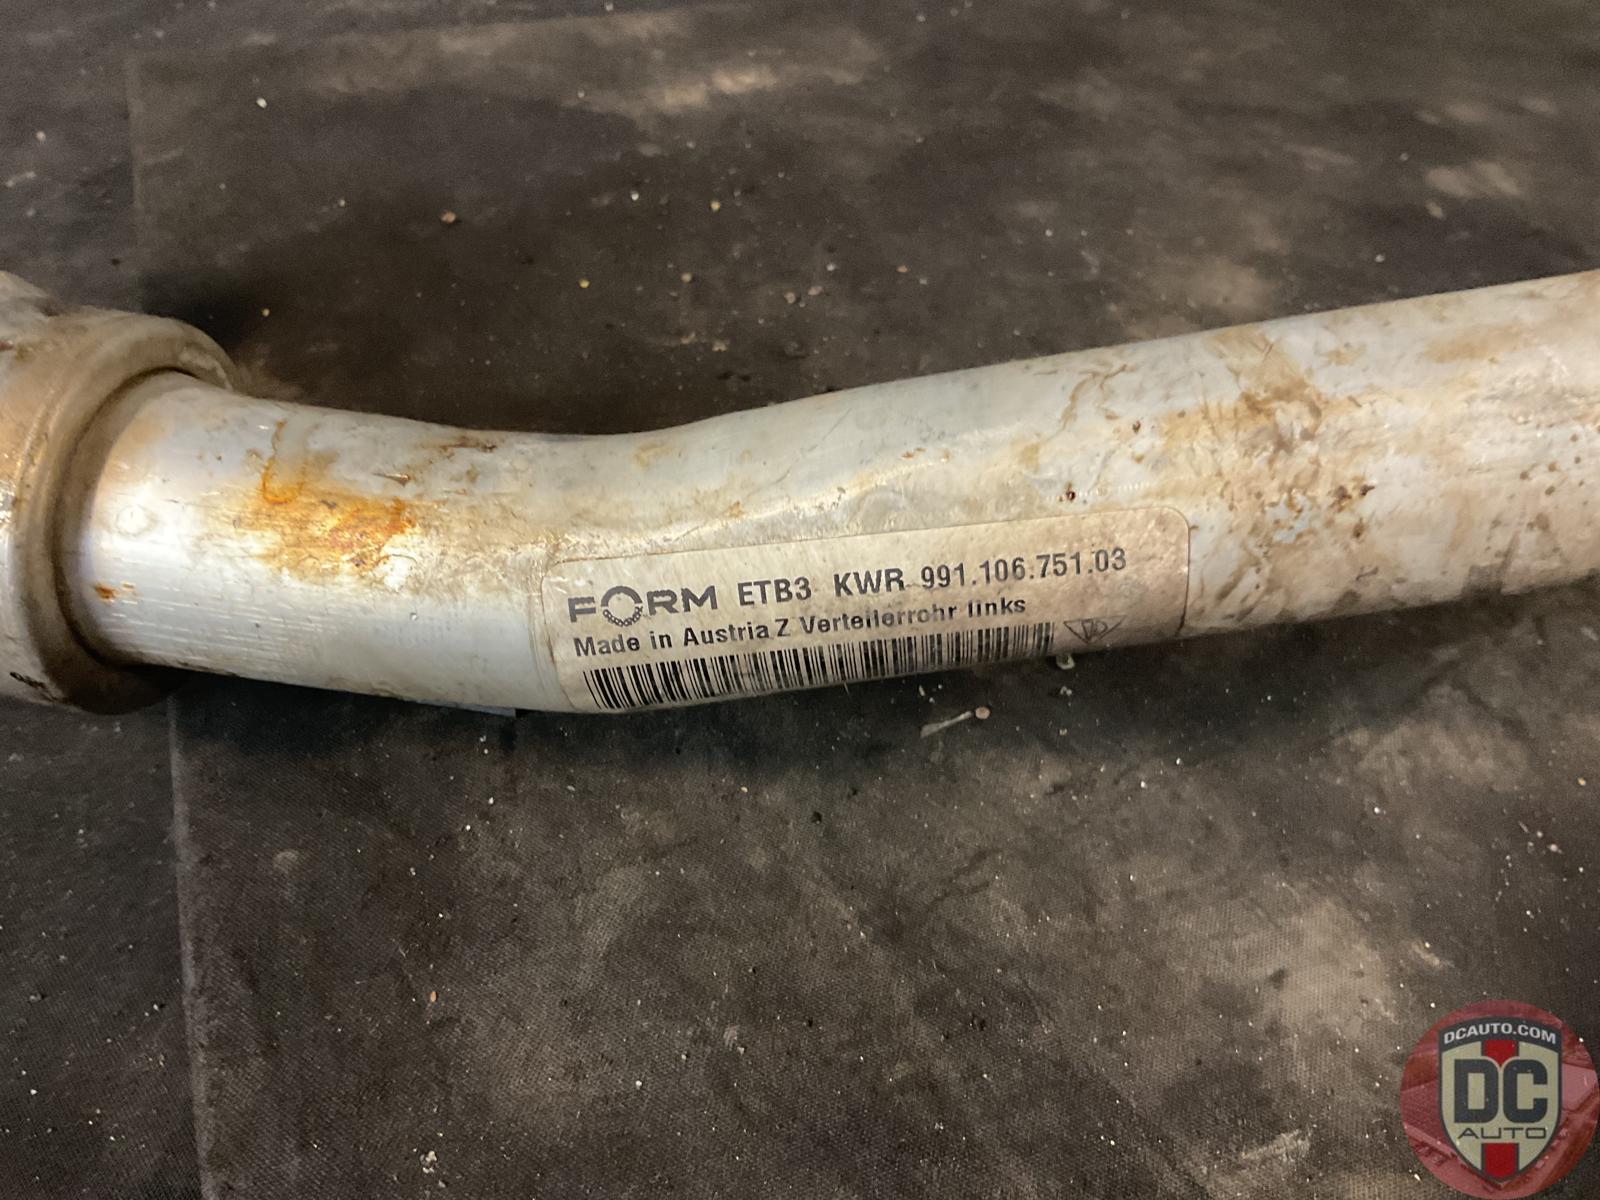 FORM ETB3 KWR 991.106.751.03
Made in Austria Z Verteilerrohr links
DCAUTO.COM
DC
AUTO